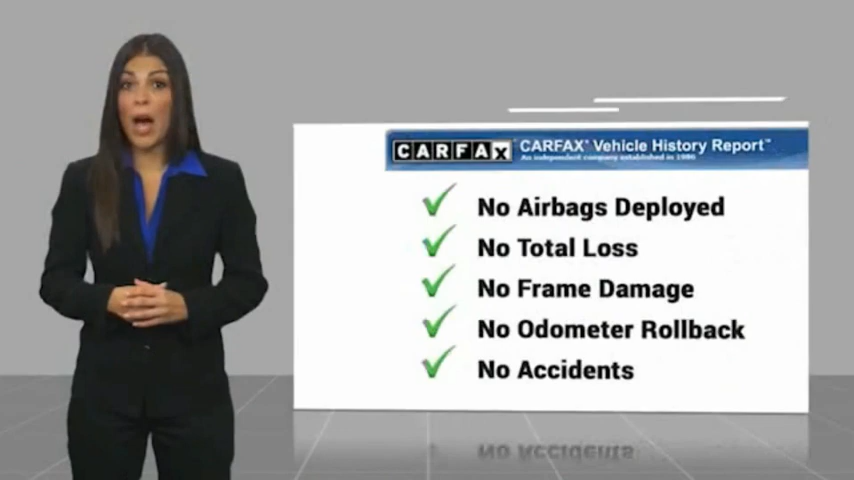 CARFAX CARFAX® Vehicle History Report™
An independent company established in 1986
No Airbags Deployed
No Total Loss
No Frame Damage
No Odometer Rollback
No Accidents